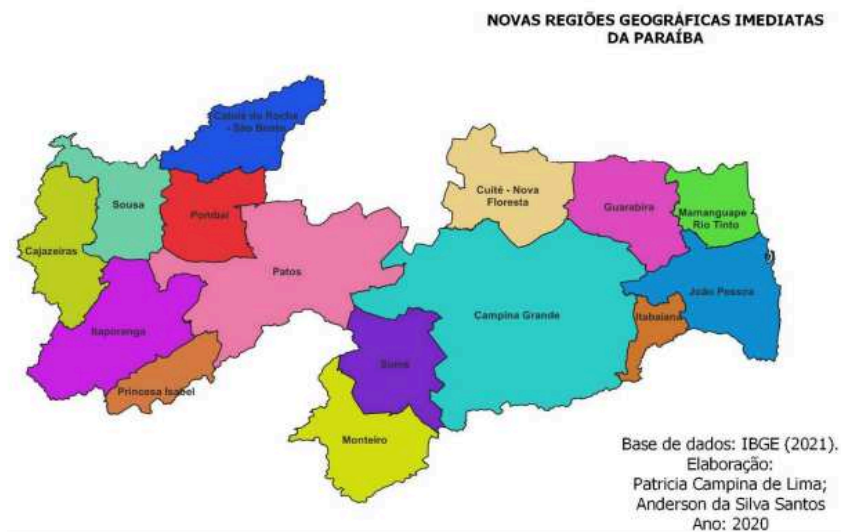 NOVAS REGIÕES GEOGRÁFICAS IMEDIATAS
DA PARAÍBA
Catolé do Rocha
- São Bento
Sousa
Pombal
Cajazeiras
Patos
Itaporanga
Princesa Isabel
Cuité - Nova
Floresta
Guarabira
Mamanguape -
Rio Tinto
João Pessoa
Campina Grande
Itabaiana
Sumé
Monteiro
Base de dados: IBGE (2021).
Elaboração:
Patricia Campina de Lima;
Anderson da Silva Santos
Ano: 2020